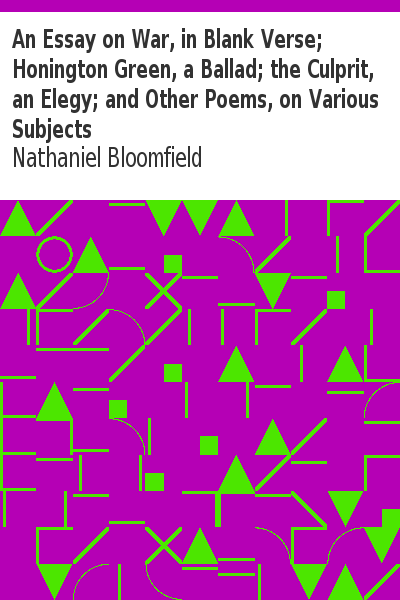 An Essay on War, in Blank Verse;
Honington Green, a Ballad; the Culprit,
an Elegy; and Other Poems, on Various
Subjects
Nathaniel Bloomfield